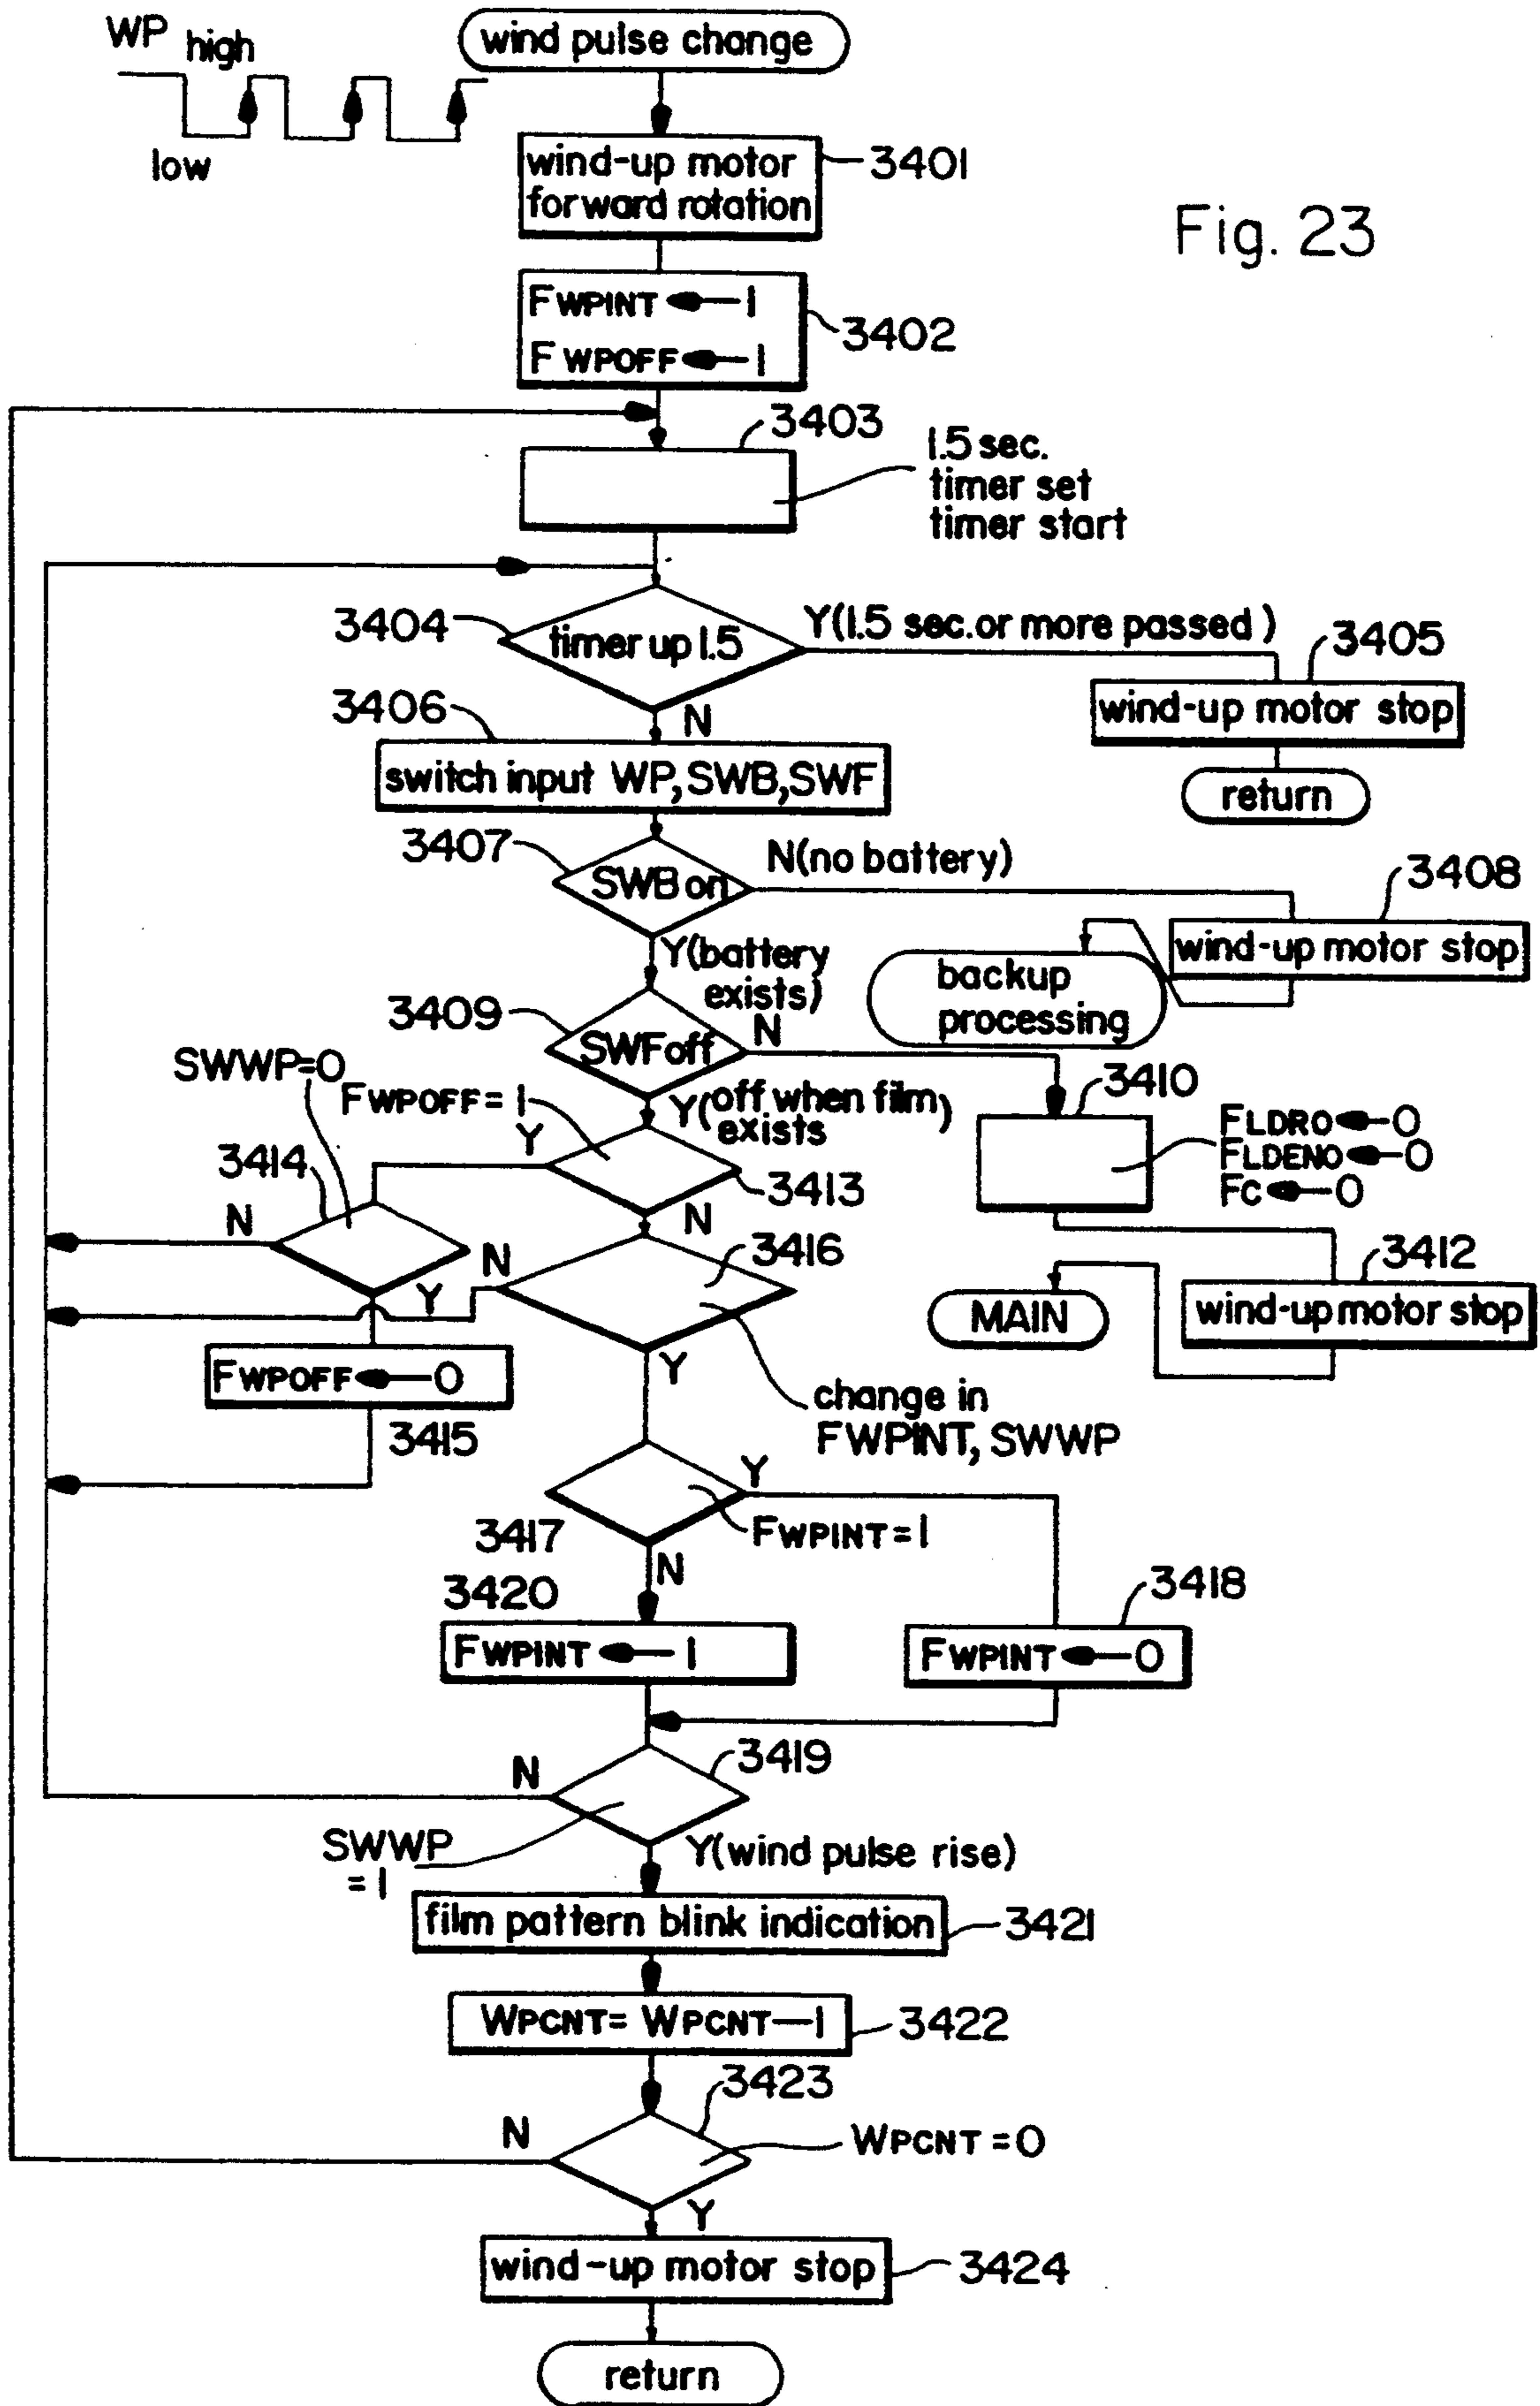 WP high
low
wind pulse change
wind-up motor
forward rotation
3401
Fig. 23
FWPINT ← 1
FWPOFF ← 1
3402
3403
1.5 sec.
timer set
timer start
3404
timer up 1.5
Y(1.5 sec. or more passed)
3405
wind-up motor stop
return
N
3406
switch input WP, SWB, SWF
3407
SWB on
N(no battery)
3408
wind-up motor stop
backup
processing
Y(battery
exists)
3409
SWF off
N
3410
FLDRO ← 0
FLDENO ← 0
FC ← 0
3412
wind-up motor stop
MAIN
Y(off when film
exists)
SWWP=0
FWPOFF = 1
Y
3413
N
3414
N
Y
3416
N
Y
change in
FWPINT, SWWP
FWPOFF ← 0
3415
3417
Y
FWPINT = 1
N
3418
FWPINT ← 0
3420
FWPINT ← 1
3419
N
SWWP
= 1
Y(wind pulse rise)
film pattern blink indication
3421
WPCNT = WPCNT — 1
3422
3423
N
WPCNT = 0
Y
wind-up motor stop
3424
return